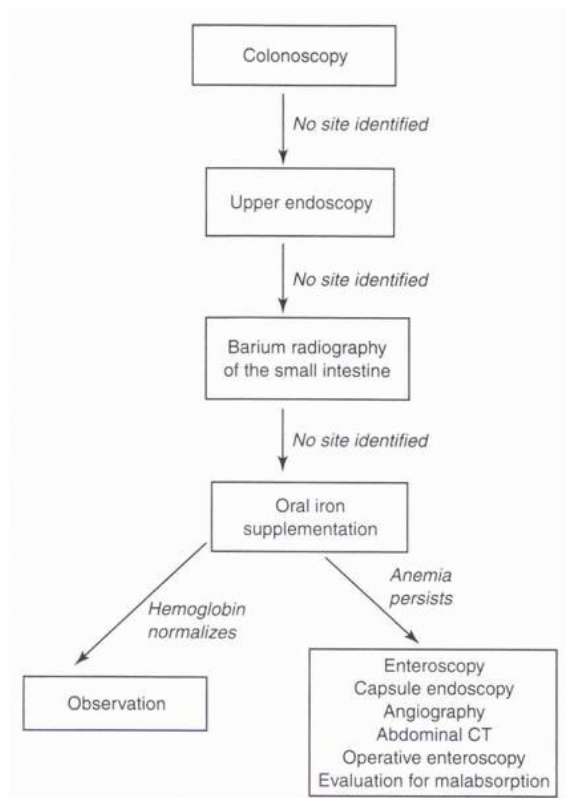 Colonoscopy
No site identified
Upper endoscopy
No site identified
Barium radiography
of the small intestine
No site identified
Oral iron
supplementation
Hemoglobin
normalizes
Anemia
persists
Observation
Enteroscopy
Capsule endoscopy
Angiography
Abdominal CT
Operative enteroscopy
Evaluation for malabsorption